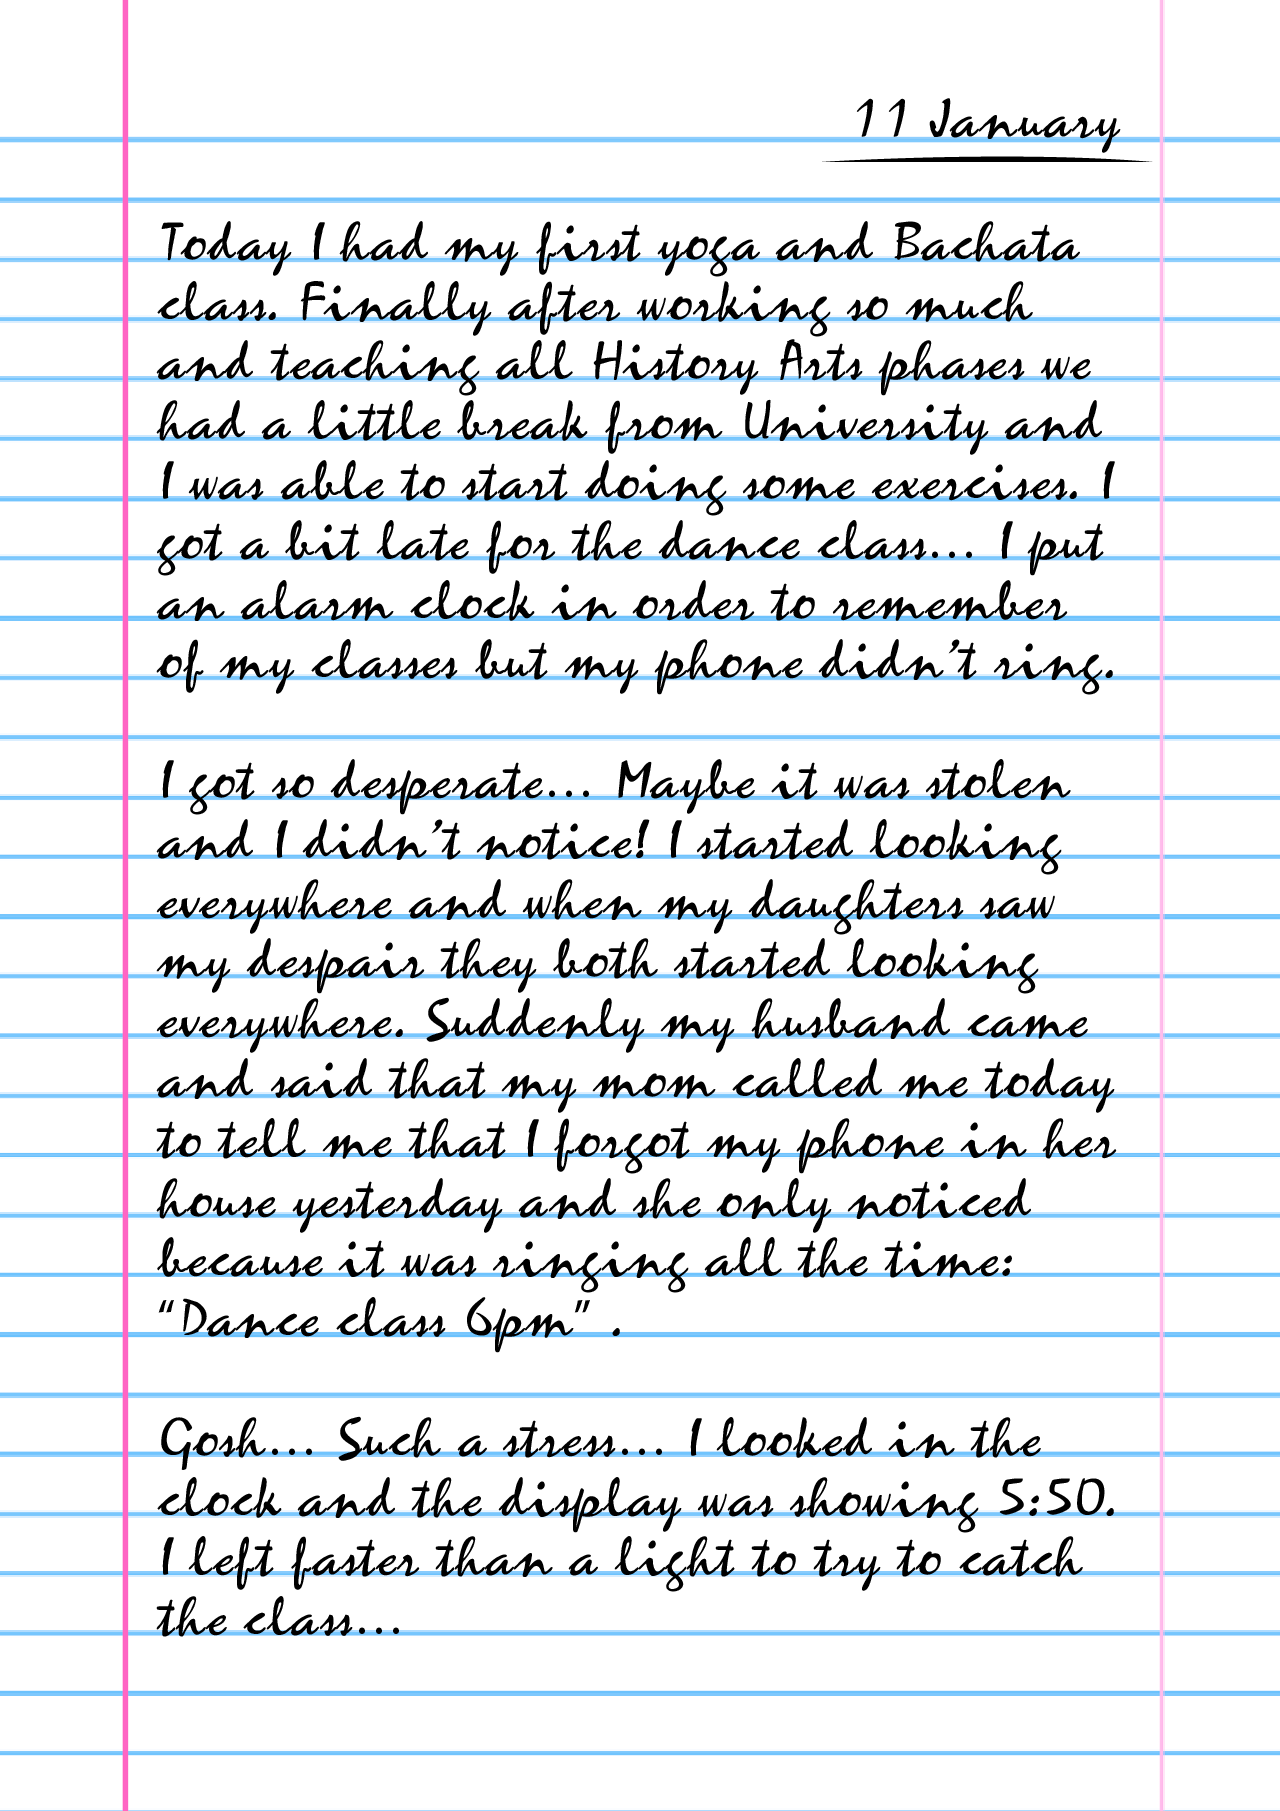 11 January
Today I had my first yoga and Bachata
class. Finally after working so much
and teaching all History Arts phases we
had a little break from University and
I was able to start doing some exercises. I
got a bit late for the dance class... I put
an alarm clock in order to remember
of my classes but my phone didn't ring.
I got so desperate... Maybe it was stolen
and I didn't notice! I started looking
everywhere and when my daughters saw
my despair they both started looking
everywhere. Suddenly my husband came
and said that my mom called me today
to tell me that I forgot my phone in her
house yesterday and she only noticed
because it was ringing all the time:
“Dance class 6pm” .
Gosh... Such a stress... I looked in the
clock and the display was showing 5:50.
I left faster than a light to try to catch
the class...